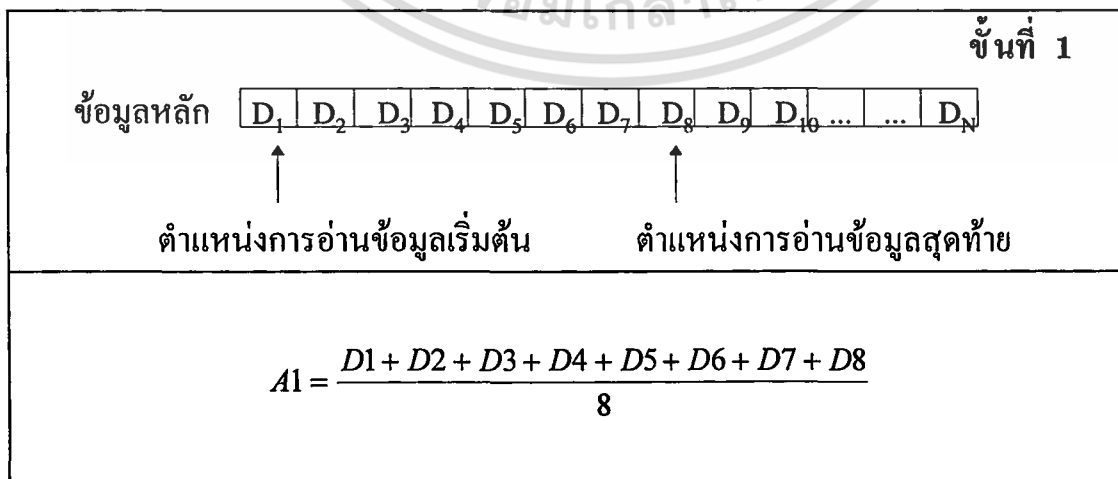 ขั้นที่ 1
ข้อมูลหลัก D₁ D₂ D₃ D₄ D₅ D₆ D₇ D₈ D₉ D₁₀ ... ... D_N
ตำแหน่งการอ่านข้อมูลเริ่มต้น ตำแหน่งการอ่านข้อมูลสุดท้าย
A1 = (D1 + D2 + D3 + D4 + D5 + D6 + D7 + D8) / 8